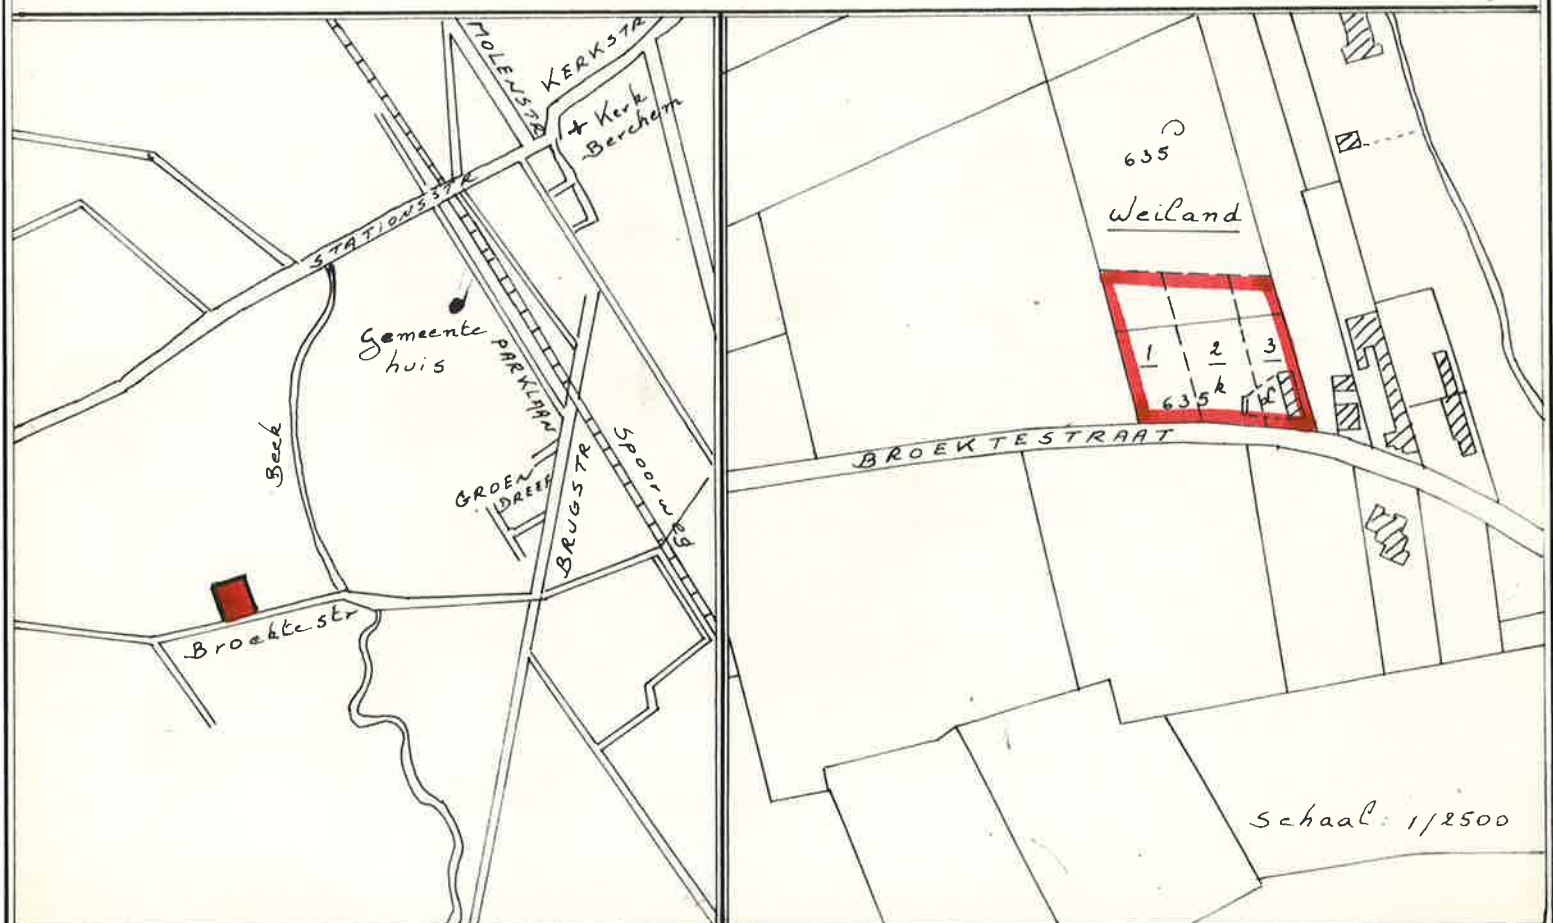 MOLENSTR
KERKSTR
+ Kerk
Berchem
STATIONSSTR
Gemeente
huis
PARKLAAN
Beek
GROEN
DREEF
BRUGSTR
Spoorweg
Broektestr
635
Weiland
1
2
3
635 k
BROEKTESTRAAT
Schaal: 1/2500